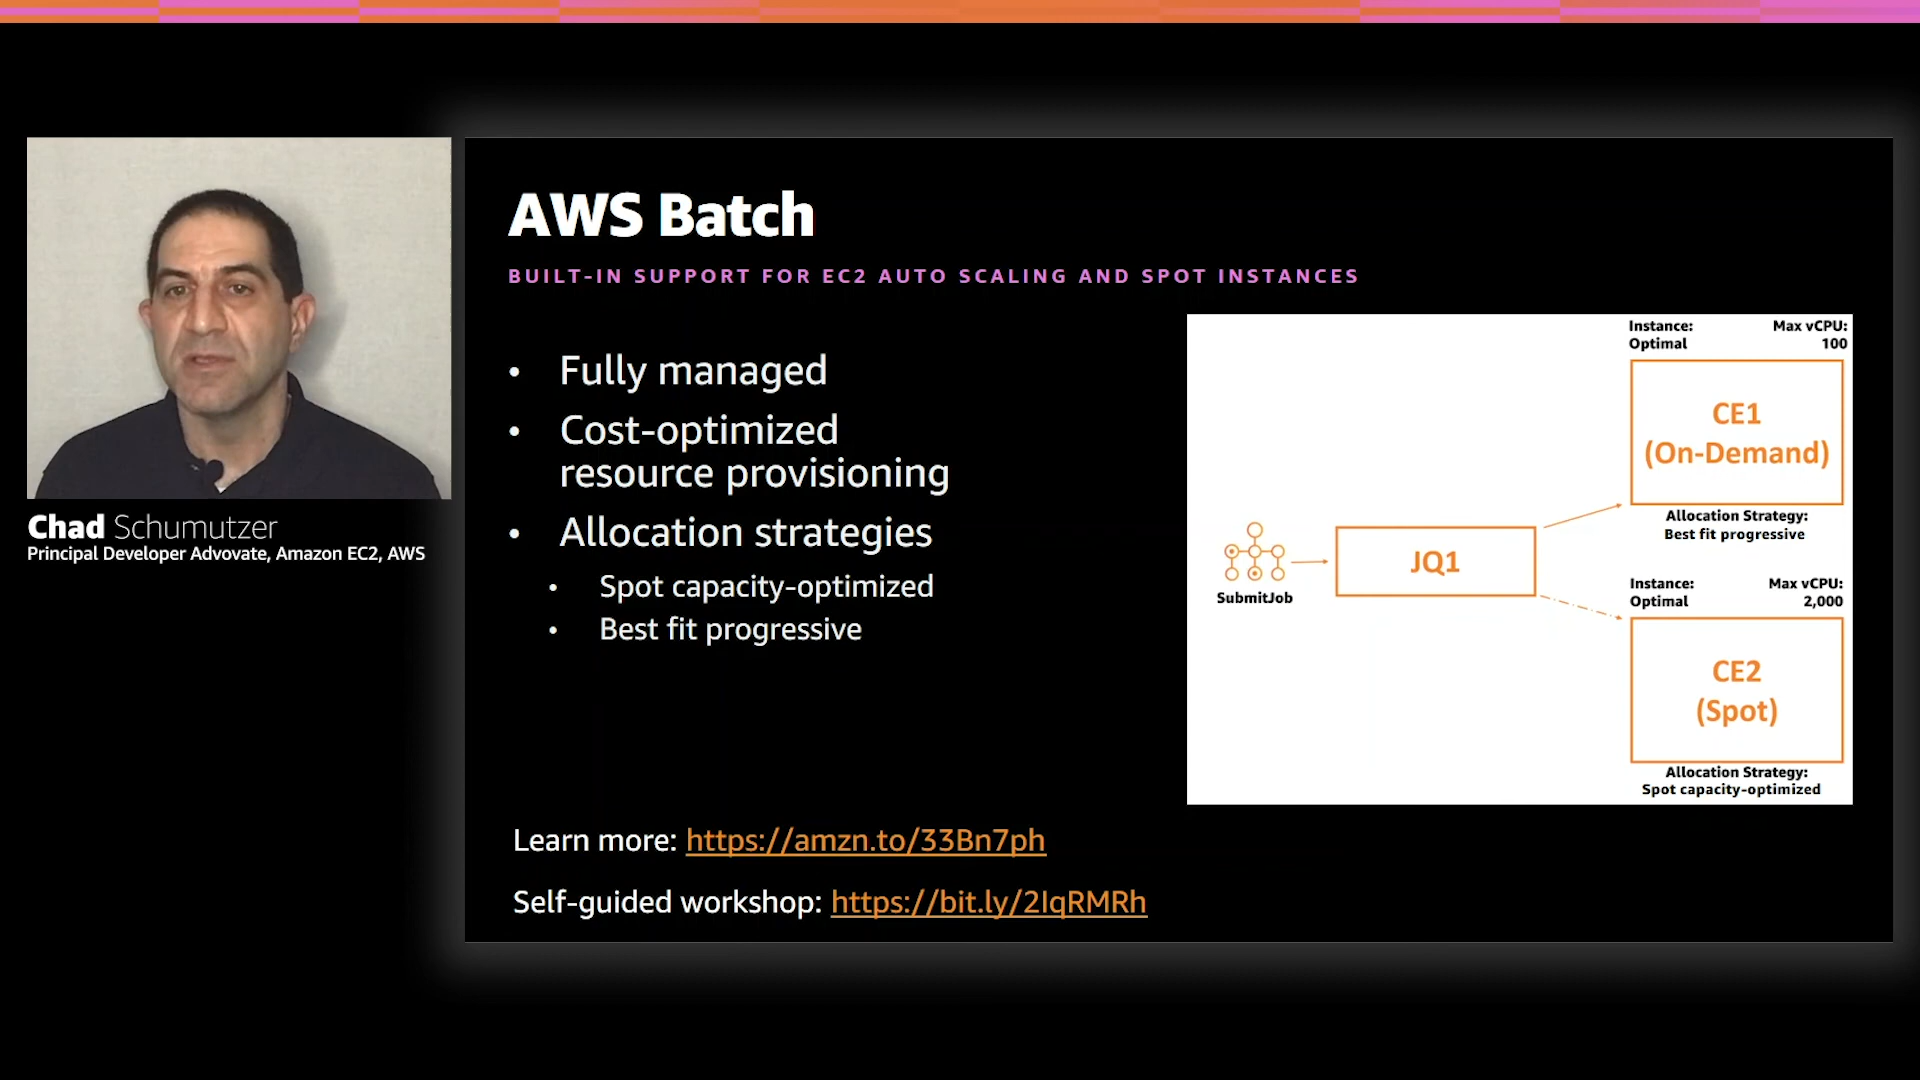 Chad Schumutzer
Principal Developer Advovate, Amazon EC2, AWS
AWS Batch
BUILT-IN SUPPORT FOR EC2 AUTO SCALING AND SPOT INSTANCES
• Fully managed
• Cost-optimized
resource provisioning
• Allocation strategies
• Spot capacity-optimized
• Best fit progressive
SubmitJob
JQ1
Instance: Max vCPU:
Optimal 100
CE1
(On-Demand)
Allocation Strategy:
Best fit progressive
Instance: Max vCPU:
Optimal 2,000
CE2
(Spot)
Allocation Strategy:
Spot capacity-optimized
Learn more: https://amzn.to/33Bn7ph
Self-guided workshop: https://bit.ly/2IqRMRh